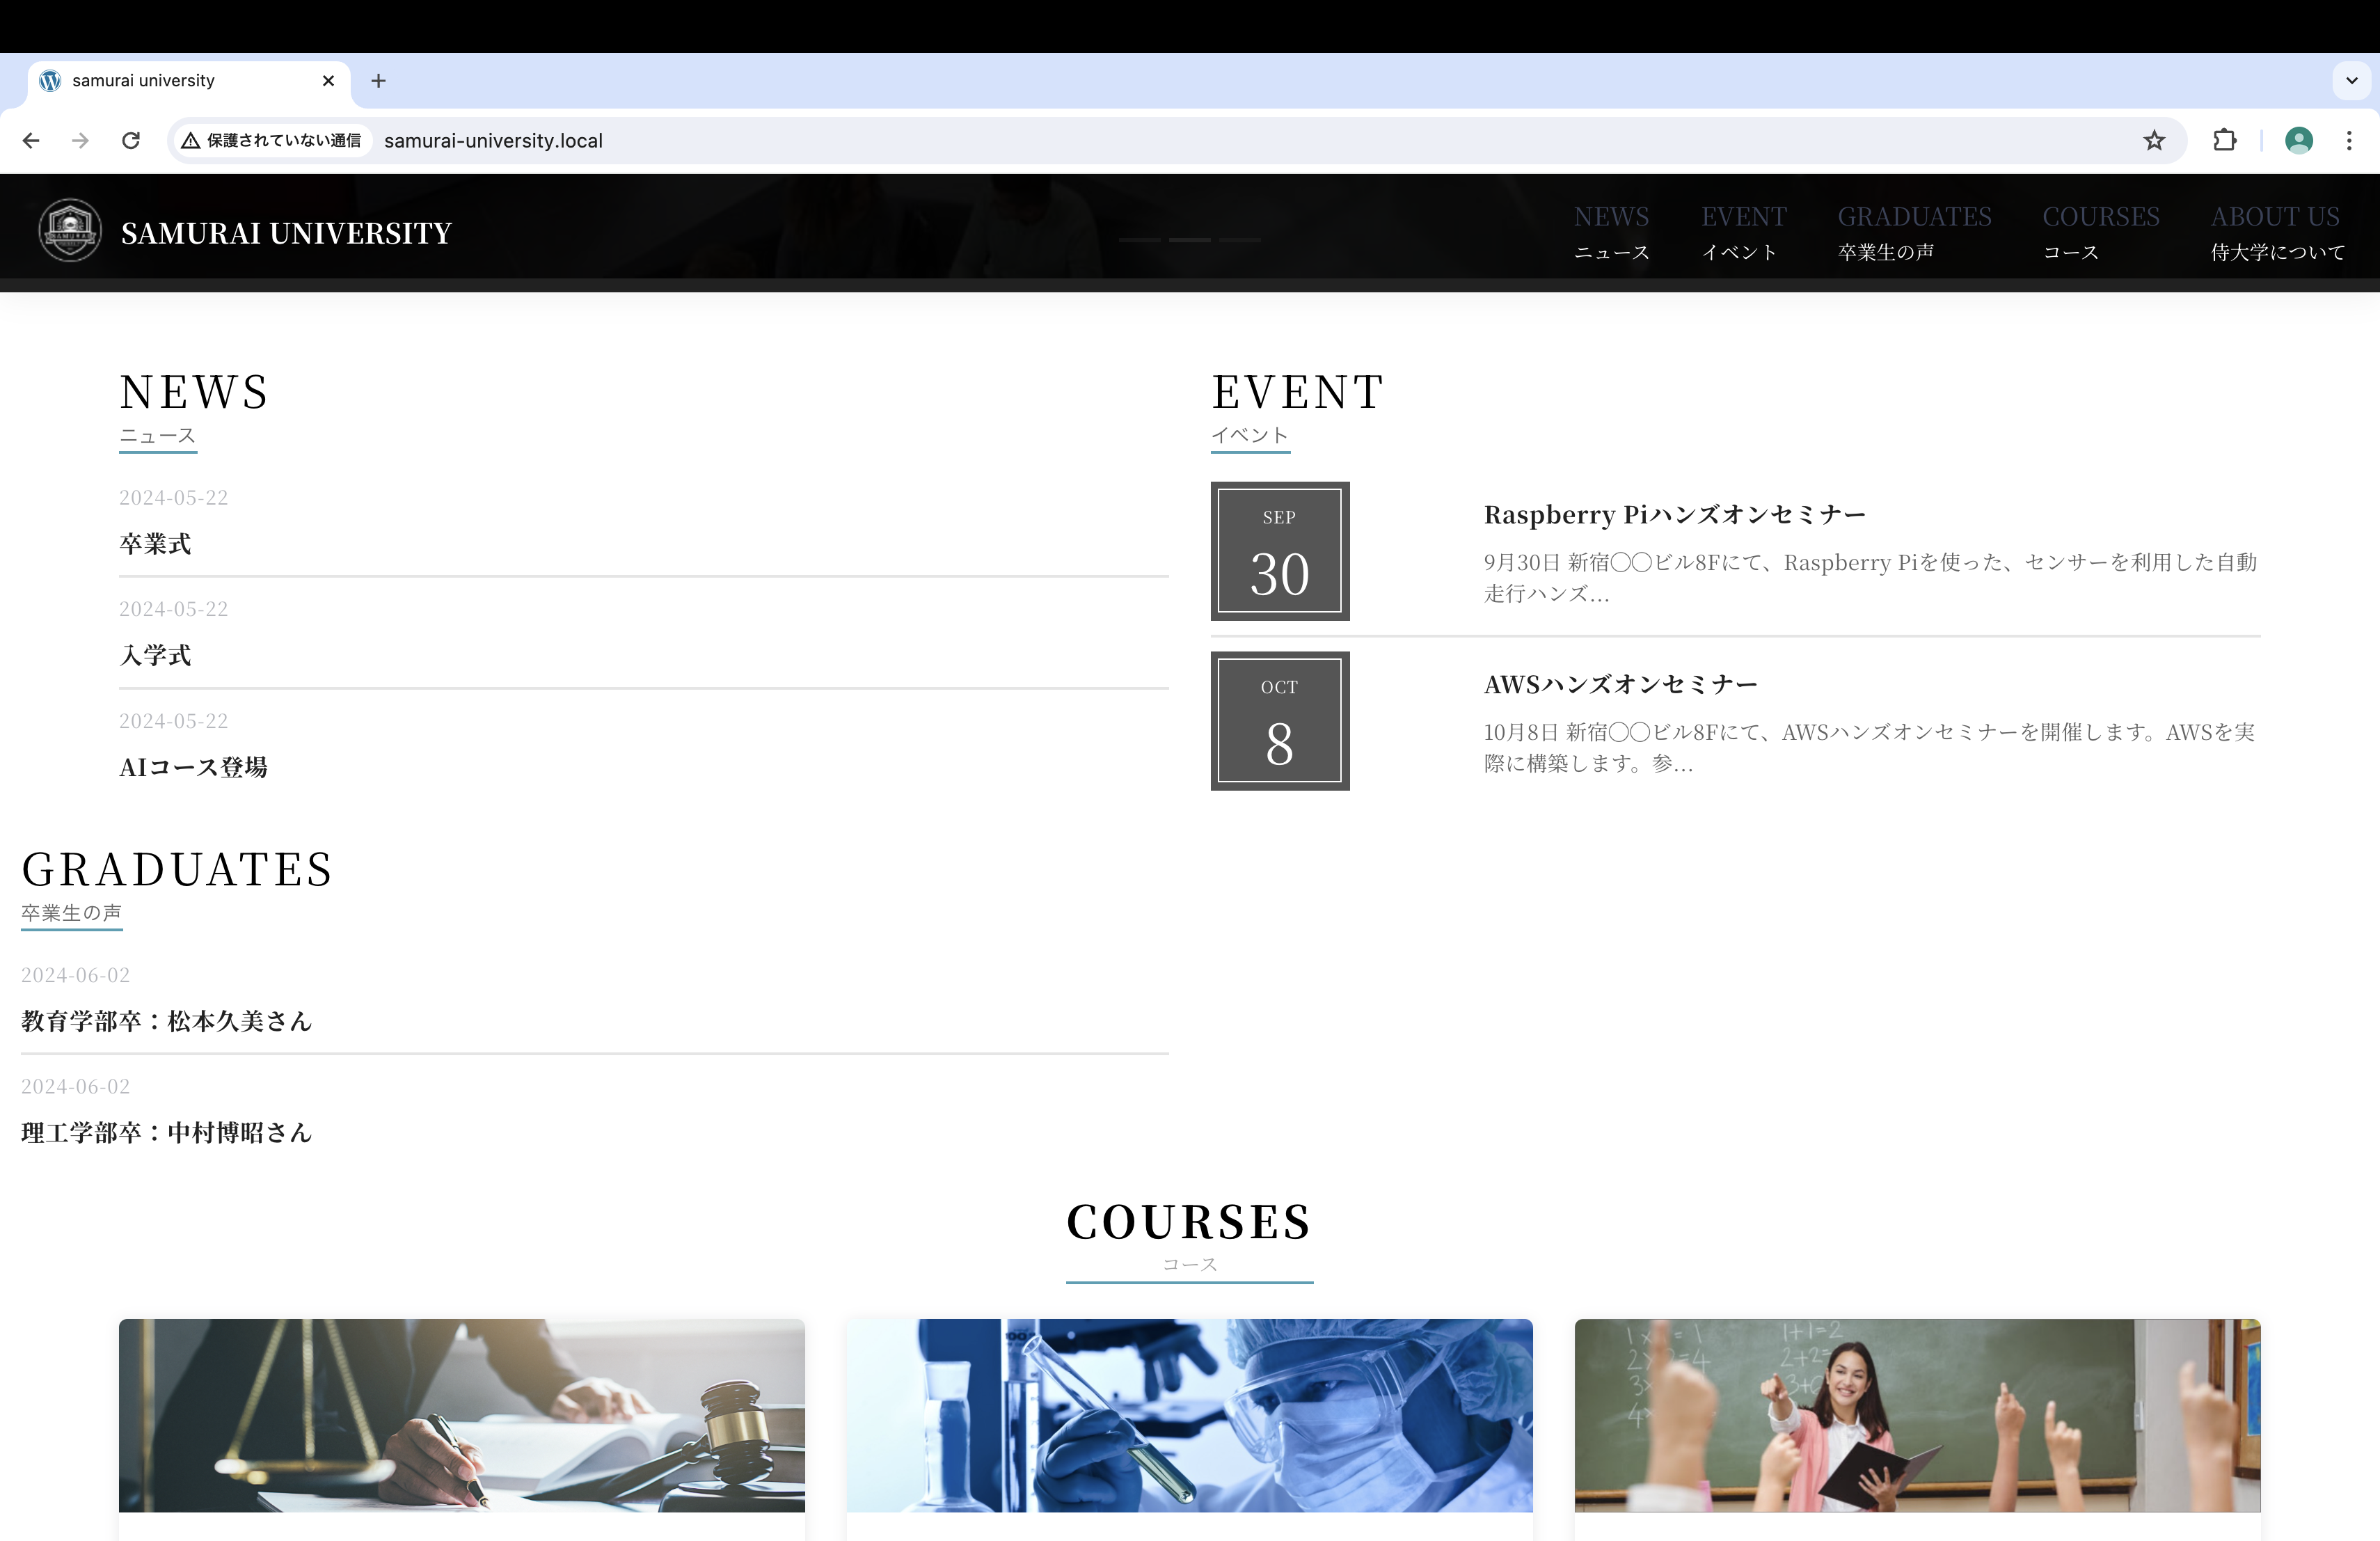 samurai university
保護されていない通信 samurai-university.local
SAMURAI UNIVERSITY
NEWS EVENT GRADUATES COURSES ABOUT US
ニュース イベント 卒業生の声 コース 侍大学について
NEWS
ニュース
2024-05-22
卒業式
2024-05-22
入学式
2024-05-22
AIコース登場
EVENT
イベント
SEP
30
Raspberry Piハンズオンセミナー
9月30日 新宿〇〇ビル8Fにて、Raspberry Piを使った、センサーを利用した自動
走行ハンズ...
OCT
8
AWSハンズオンセミナー
10月8日 新宿〇〇ビル8Fにて、AWSハンズオンセミナーを開催します。AWSを実
際に構築します。参...
GRADUATES
卒業生の声
2024-06-02
教育学部卒：松本久美さん
2024-06-02
理工学部卒：中村博昭さん
COURSES
コース